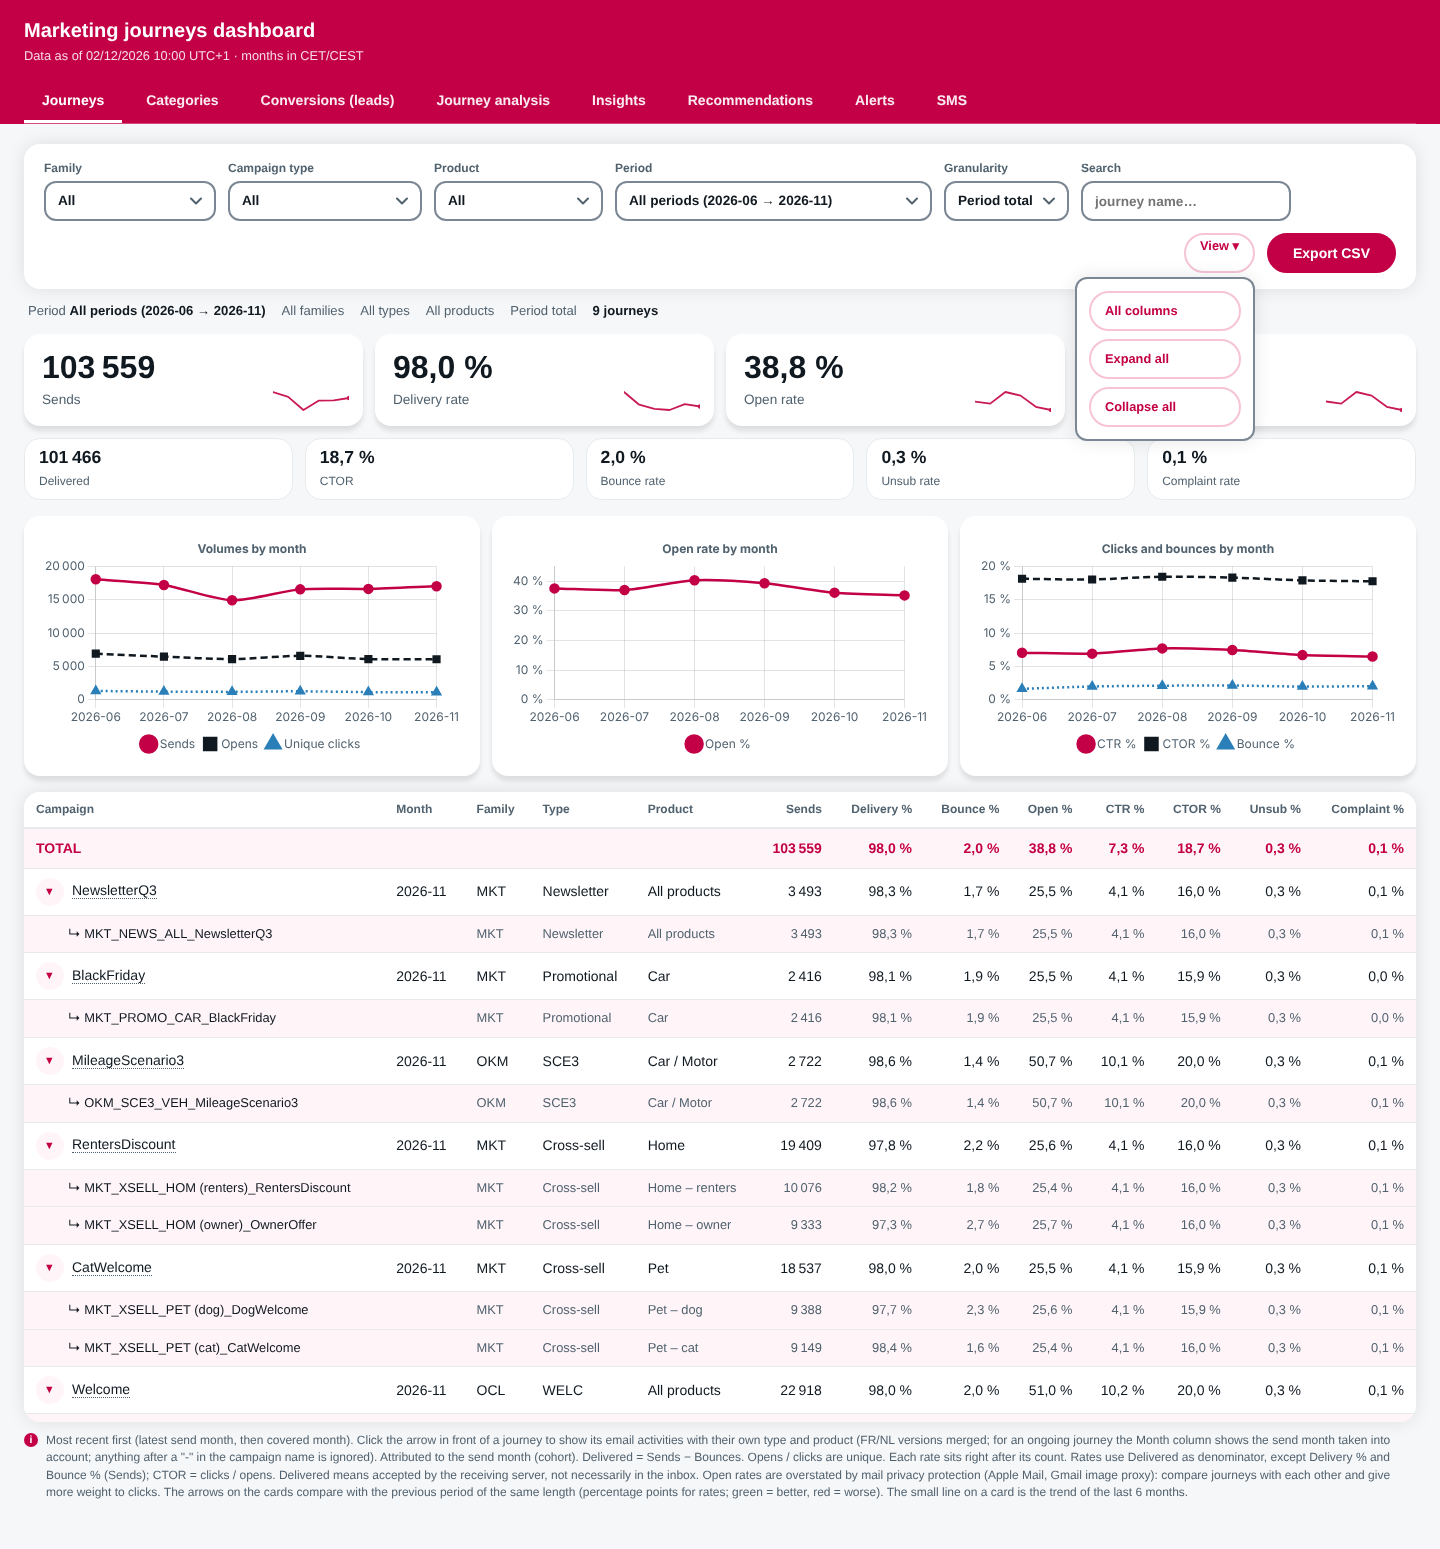 Marketing journeys dashboard
Data as of 02/12/2026 10:00 UTC+1 · months in CET/CEST
Journeys Categories Conversions (leads) Journey analysis Insights Recommendations Alerts SMS
Family Campaign type Product Period Granularity Search
All All All All periods (2026-06 → 2026-11) Period total journey name…
View ▾ Export CSV
Period All periods (2026-06 → 2026-11) All families All types All products Period total 9 journeys
All columns
Expand all
Collapse all
103 559
Sends
98,0 %
Delivery rate
38,8 %
Open rate
101 466
Delivered
18,7 %
CTOR
2,0 %
Bounce rate
0,3 %
Unsub rate
0,1 %
Complaint rate
Volumes by month
20 000
15 000
10 000
5 000
0
2026-06 2026-07 2026-08 2026-09 2026-10 2026-11
Sends Opens Unique clicks
Open rate by month
40 %
30 %
20 %
10 %
0 %
2026-06 2026-07 2026-08 2026-09 2026-10 2026-11
Open %
Clicks and bounces by month
20 %
15 %
10 %
5 %
0 %
2026-06 2026-07 2026-08 2026-09 2026-10 2026-11
CTR % CTOR % Bounce %
Campaign Month Family Type Product Sends Delivery % Bounce % Open % CTR % CTOR % Unsub % Complaint %
TOTAL 103 559 98,0 % 2,0 % 38,8 % 7,3 % 18,7 % 0,3 % 0,1 %
▼ NewsletterQ3 2026-11 MKT Newsletter All products 3 493 98,3 % 1,7 % 25,5 % 4,1 % 16,0 % 0,3 % 0,1 %
↳ MKT_NEWS_ALL_NewsletterQ3 MKT Newsletter All products 3 493 98,3 % 1,7 % 25,5 % 4,1 % 16,0 % 0,3 % 0,1 %
▼ BlackFriday 2026-11 MKT Promotional Car 2 416 98,1 % 1,9 % 25,5 % 4,1 % 15,9 % 0,3 % 0,0 %
↳ MKT_PROMO_CAR_BlackFriday MKT Promotional Car 2 416 98,1 % 1,9 % 25,5 % 4,1 % 15,9 % 0,3 % 0,0 %
▼ MileageScenario3 2026-11 OKM SCE3 Car / Motor 2 722 98,6 % 1,4 % 50,7 % 10,1 % 20,0 % 0,3 % 0,1 %
↳ OKM_SCE3_VEH_MileageScenario3 OKM SCE3 Car / Motor 2 722 98,6 % 1,4 % 50,7 % 10,1 % 20,0 % 0,3 % 0,1 %
▼ RentersDiscount 2026-11 MKT Cross-sell Home 19 409 97,8 % 2,2 % 25,6 % 4,1 % 16,0 % 0,3 % 0,1 %
↳ MKT_XSELL_HOM (renters)_RentersDiscount MKT Cross-sell Home – renters 10 076 98,2 % 1,8 % 25,4 % 4,1 % 16,0 % 0,3 % 0,1 %
↳ MKT_XSELL_HOM (owner)_OwnerOffer MKT Cross-sell Home – owner 9 333 97,3 % 2,7 % 25,7 % 4,1 % 16,0 % 0,3 % 0,1 %
▼ CatWelcome 2026-11 MKT Cross-sell Pet 18 537 98,0 % 2,0 % 25,5 % 4,1 % 15,9 % 0,3 % 0,1 %
↳ MKT_XSELL_PET (dog)_DogWelcome MKT Cross-sell Pet – dog 9 388 97,7 % 2,3 % 25,6 % 4,1 % 15,9 % 0,3 % 0,1 %
↳ MKT_XSELL_PET (cat)_CatWelcome MKT Cross-sell Pet – cat 9 149 98,4 % 1,6 % 25,4 % 4,1 % 16,0 % 0,3 % 0,1 %
▼ Welcome 2026-11 OCL WELC All products 22 918 98,0 % 2,0 % 51,0 % 10,2 % 20,0 % 0,3 % 0,1 %
i Most recent first (latest send month, then covered month). Click the arrow in front of a journey to show its email activities with their own type and product (FR/NL versions merged; for an ongoing journey the Month column shows the send month taken into
account; anything after a "-" in the campaign name is ignored). Attributed to the send month (cohort). Delivered = Sends − Bounces. Opens / clicks are unique. Each rate sits right after its count. Rates use Delivered as denominator, except Delivery % and
Bounce % (Sends); CTOR = clicks / opens. Delivered means accepted by the receiving server, not necessarily in the inbox. Open rates are overstated by mail privacy protection (Apple Mail, Gmail image proxy): compare journeys with each other and give
more weight to clicks. The arrows on the cards compare with the previous period of the same length (percentage points for rates; green = better, red = worse). The small line on a card is the trend of the last 6 months.